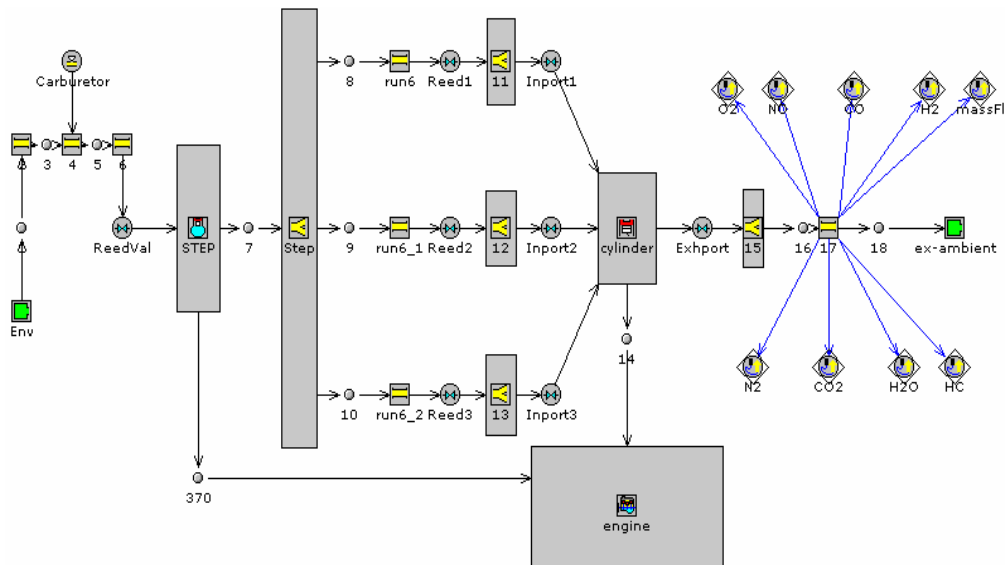 Carburetor
8 run6 Reed1 11 Inport1
O2 NO CO H2 massFl
3 4 5 6
ReedVal STEP 7 Step
9 run6_1 Reed2 12 Inport2
cylinder Exhport 15 16 17 18 ex-ambient
Env
14
N2 CO2 H2O HC
10 run6_2 Reed3 13 Inport3
370
engine